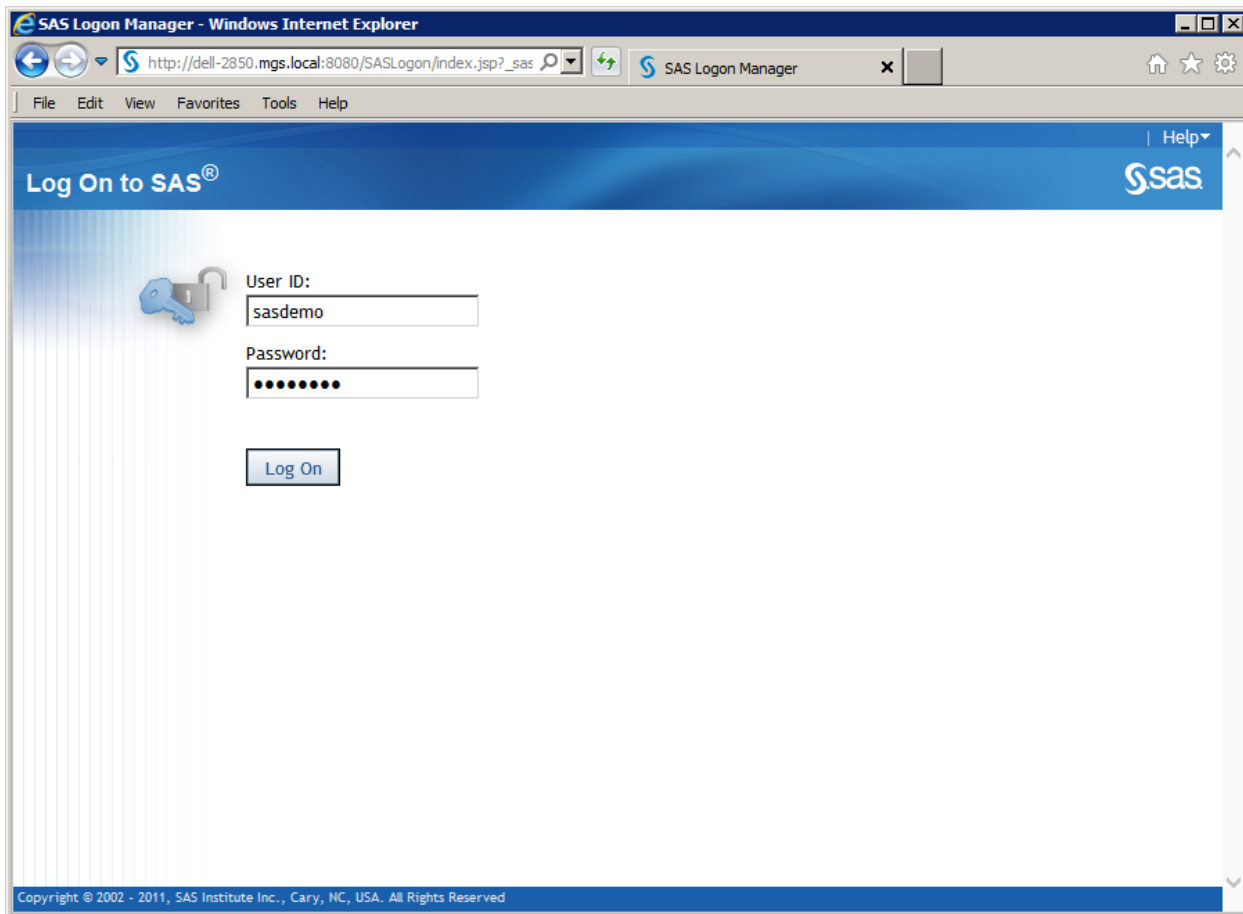 SAS Logon Manager - Windows Internet Explorer
http://dell-2850.mgs.local:8080/SASLogon/index.jsp?_sas
SAS Logon Manager
File Edit View Favorites Tools Help
Help
Log On to SAS®
sas
User ID:
sasdemo
Password:
••••••••
Log On
Copyright © 2002 - 2011, SAS Institute Inc., Cary, NC, USA. All Rights Reserved